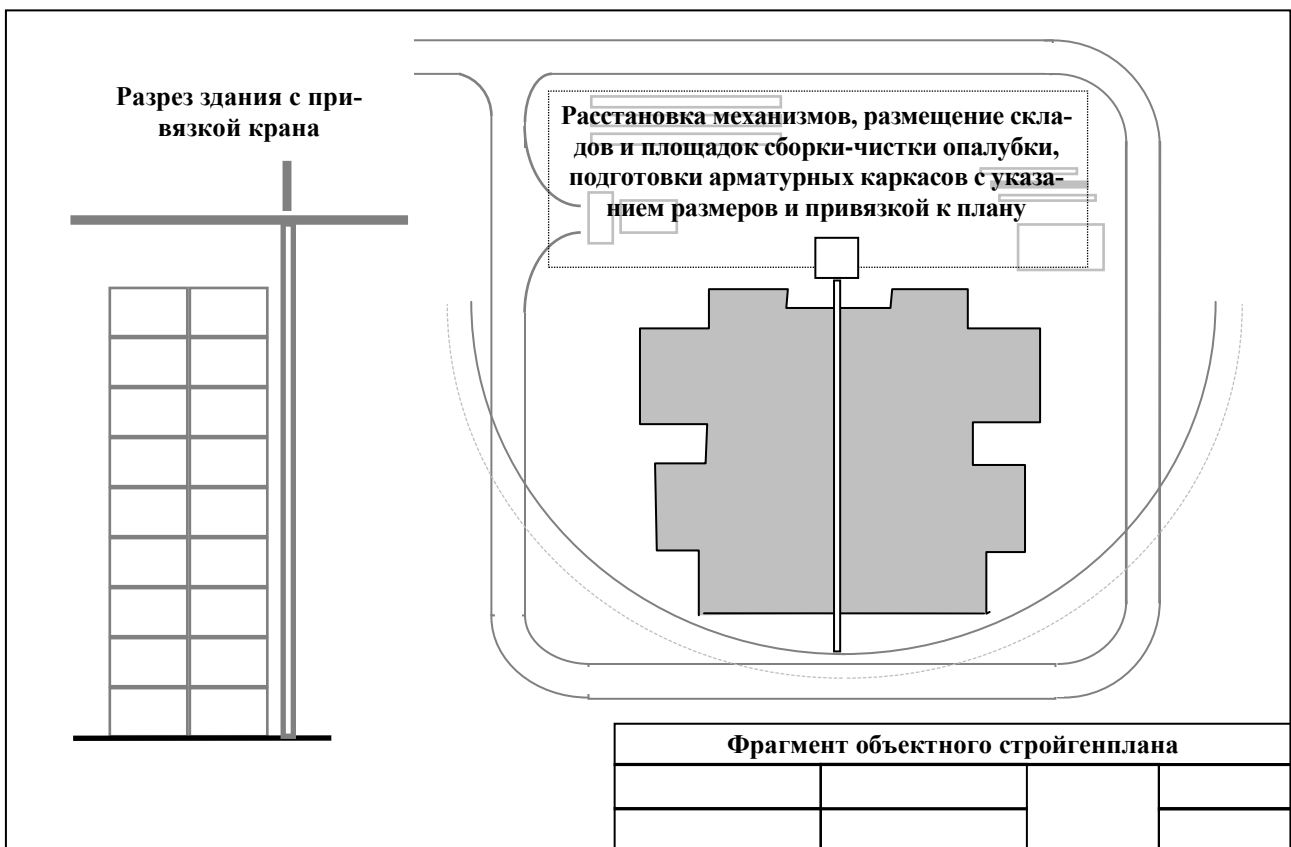 Разрез здания с при-
вязкой крана
Расстановка механизмов, размещение скла-
дов и площадок сборки-чистки опалубки,
подготовки арматурных каркасов с указа-
нием размеров и привязкой к плану
Фрагмент объектного стройгенплана